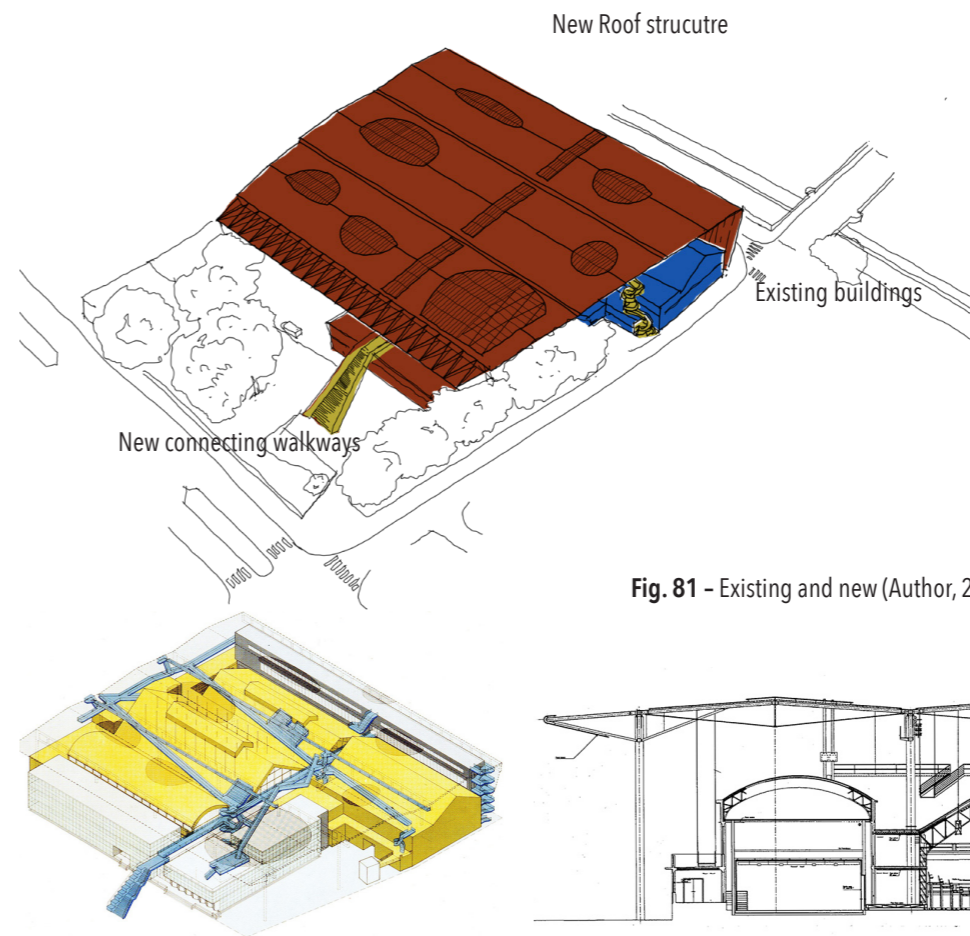 New Roof strucutre
Existing buildings
New connecting walkways
Fig. 81 – Existing and new (Author, 2